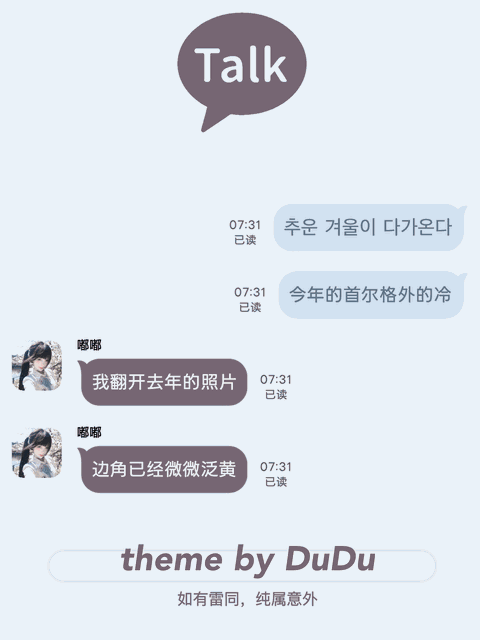 Talk
추운 겨울이 다가온다
07:31
已读
今年的首尔格外的冷
07:31
已读
嘟嘟
我翻开去年的照片
07:31
已读
嘟嘟
边角已经微微泛黄
07:31
已读
theme by DuDu
如有雷同，纯属意外